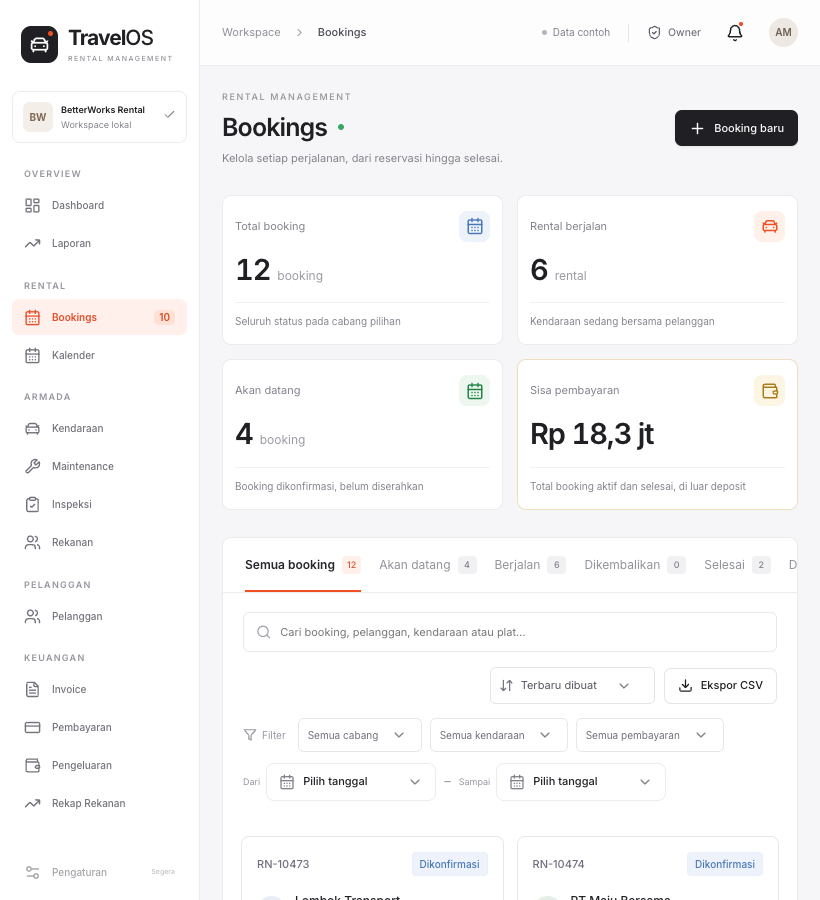 TravelOS
RENTAL MANAGEMENT
BW
BetterWorks Rental
Workspace lokal
OVERVIEW
Dashboard
Laporan
RENTAL
Bookings 10
Kalender
ARMADA
Kendaraan
Maintenance
Inspeksi
Rekanan
PELANGGAN
Pelanggan
KEUANGAN
Invoice
Pembayaran
Pengeluaran
Rekap Rekanan
Pengaturan Segera
Workspace > Bookings
Data contoh
Owner
AM
RENTAL MANAGEMENT
Bookings
Kelola setiap perjalanan, dari reservasi hingga selesai.
Booking baru
Total booking
12 booking
Seluruh status pada cabang pilihan
Rental berjalan
6 rental
Kendaraan sedang bersama pelanggan
Akan datang
4 booking
Booking dikonfirmasi, belum diserahkan
Sisa pembayaran
Rp 18,3 jt
Total booking aktif dan selesai, di luar deposit
Semua booking 12 Akan datang 4 Berjalan 6 Dikembalikan 0 Selesai 2 D
Cari booking, pelanggan, kendaraan atau plat...
Terbaru dibuat
Ekspor CSV
Filter Semua cabang Semua kendaraan Semua pembayaran
Dari Pilih tanggal – Sampai Pilih tanggal
RN-10473 Dikonfirmasi
Lombok Transport
RN-10474 Dikonfirmasi
PT Maju Bersama